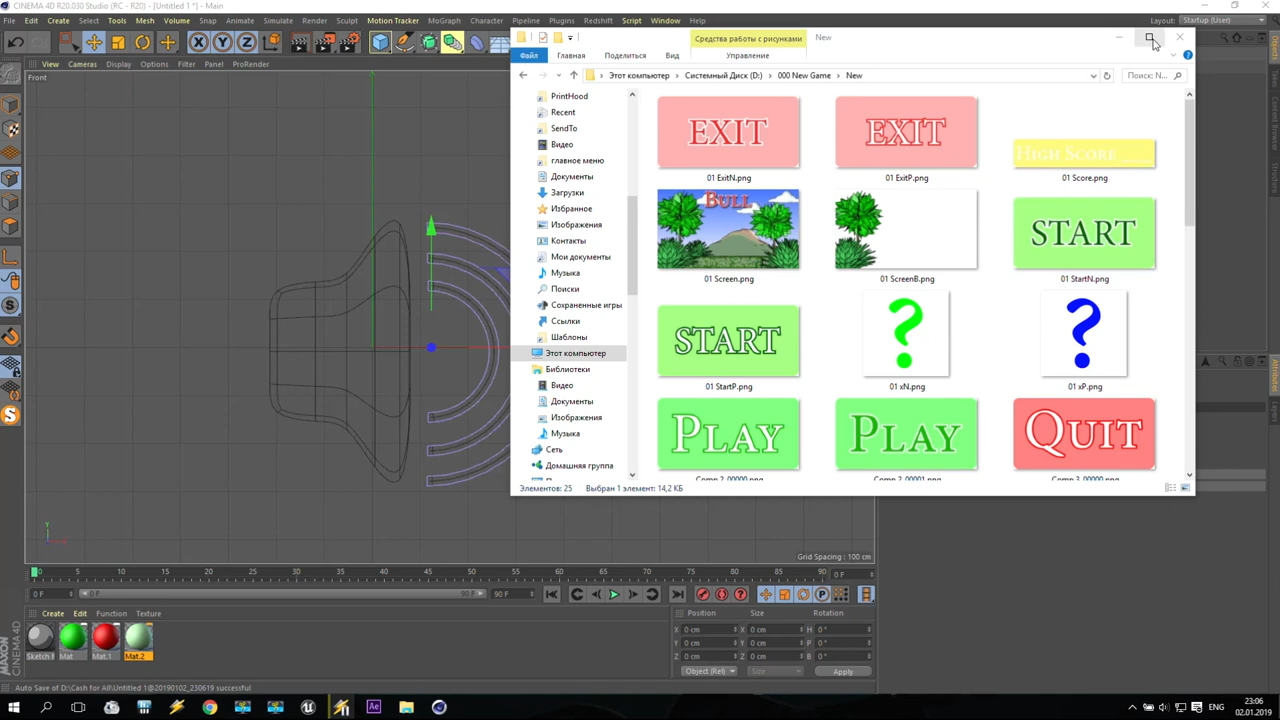 CINEMA 4D R20.030 Studio (RC - R20) - [Untitled 1 *] - Main
File Edit Create Select Tools Mesh Volume Snap Animate Simulate Render Sculpt Motion Tracker MoGraph Character Pipeline Plugins Redshift Script Window Help Layout: Startup (User)
View Cameras Display Options Filter Panel ProRender
Front
Средства работы с рисунками New
Файл Главная Поделиться Вид Управление
Этот компьютер Системный Диск (D:) 000 New Game New Поиск: N...
PrintHood
Recent
SendTo
Видео
главное меню
Документы
Загрузки
Избранное
Изображения
Контакты
Мои документы
Музыка
Поиски
Сохраненные игры
Ссылки
Шаблоны
Этот компьютер
Библиотеки
Видео
Документы
Изображения
Музыка
Сеть
Домашняя группа
EXIT EXIT High Score
01 ExitN.png 01 ExitP.png 01 Score.png
Bull START
01 Screen.png 01 ScreenB.png 01 StartN.png
START ? ?
01 StartP.png 01 xN.png 01 xP.png
Play Play Quit
Comp 2_00000.png Comp 2_00001.png Comp 3_00000.png
Элементов: 25 Выбран 1 элемент: 14,2 КБ
Objects
Attributes
Grid Spacing : 100 cm
0 5 10 15 20 25 30 35 40 45 50 55 60 65 70 75 80 85 90 0 F
0 F 0 F 90 F 90 F
Create Edit Function Texture
Sketch M Mat Mat.1 Mat.2
Position Size Rotation
X 0 cm X 0 cm H 0 °
Y 0 cm Y 0 cm P 0 °
Z 0 cm Z 0 cm B 0 °
Object (Rel) Size Apply
MAXON CINEMA 4D
Auto Save of D:\Cash for All\Untitled 1@20190102_230619 successful
ENG
23:06
02.01.2019